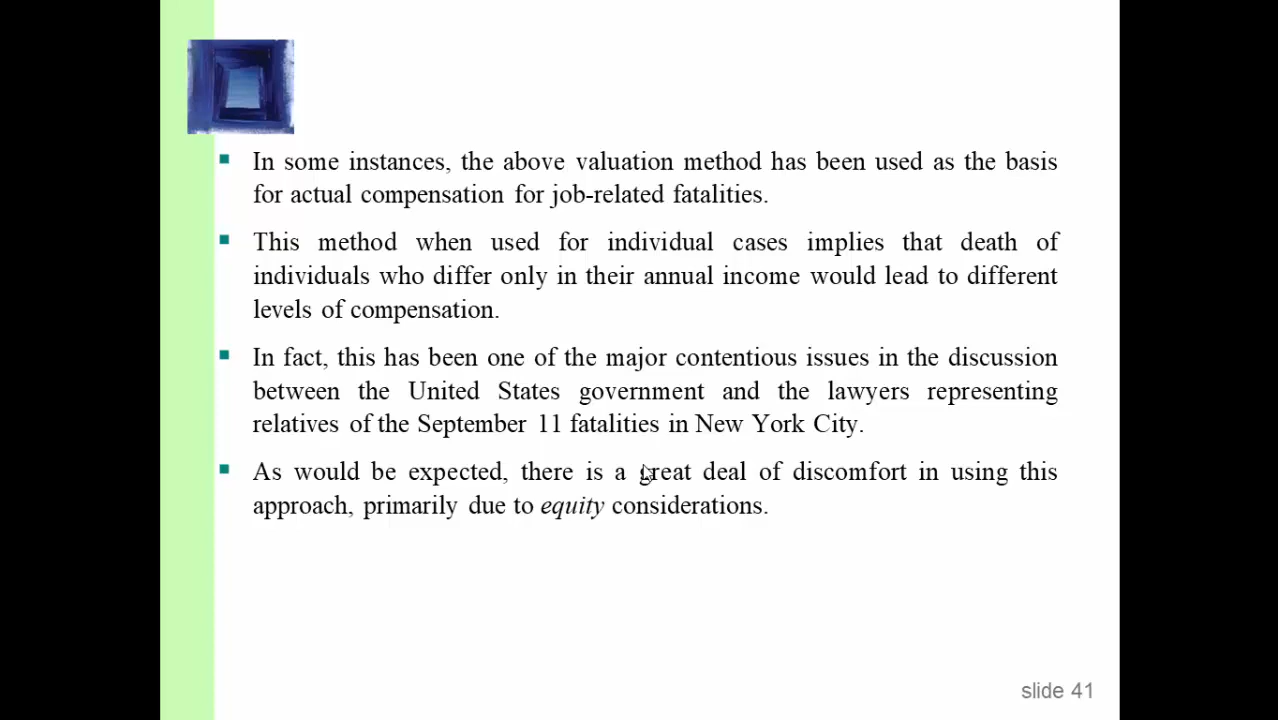 In some instances, the above valuation method has been used as the basis
for actual compensation for job-related fatalities.
This method when used for individual cases implies that death of
individuals who differ only in their annual income would lead to different
levels of compensation.
In fact, this has been one of the major contentious issues in the discussion
between the United States government and the lawyers representing
relatives of the September 11 fatalities in New York City.
As would be expected, there is a great deal of discomfort in using this
approach, primarily due to equity considerations.
slide 41